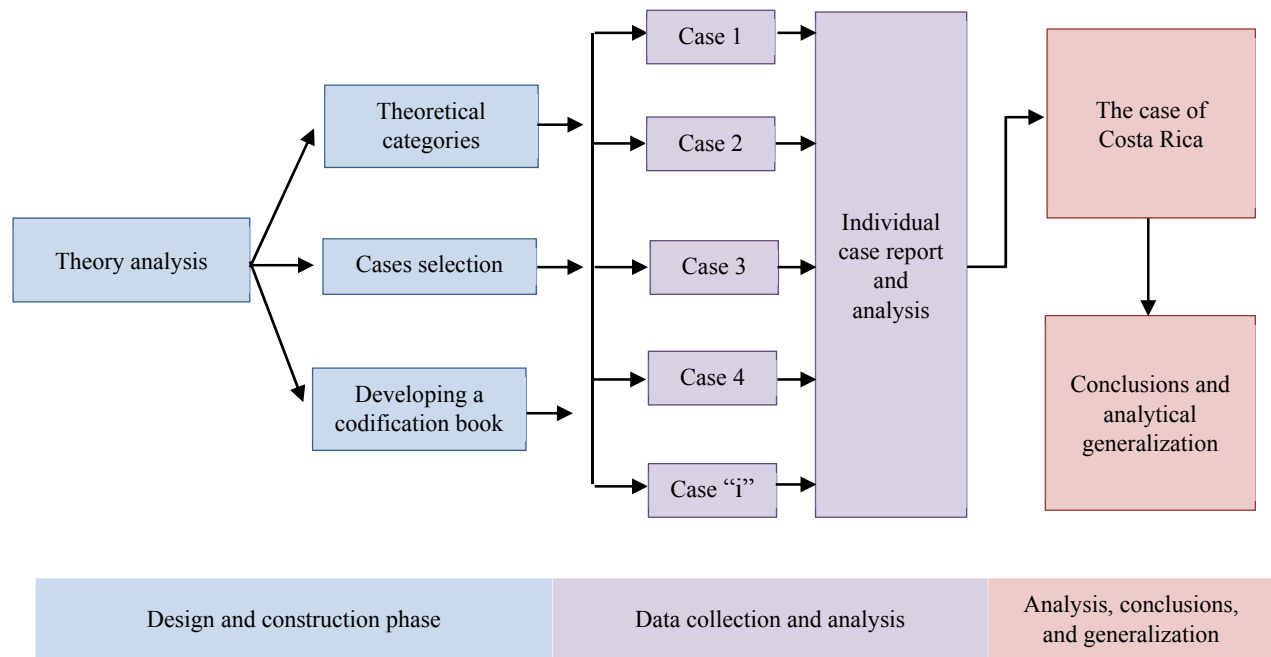 Theory analysis
Theoretical
categories
Cases selection
Developing a
codification book
Case 1
Case 2
Case 3
Case 4
Case “i”
Individual
case report
and
analysis
The case of
Costa Rica
Conclusions and
analytical
generalization
Design and construction phase
Data collection and analysis
Analysis, conclusions,
and generalization